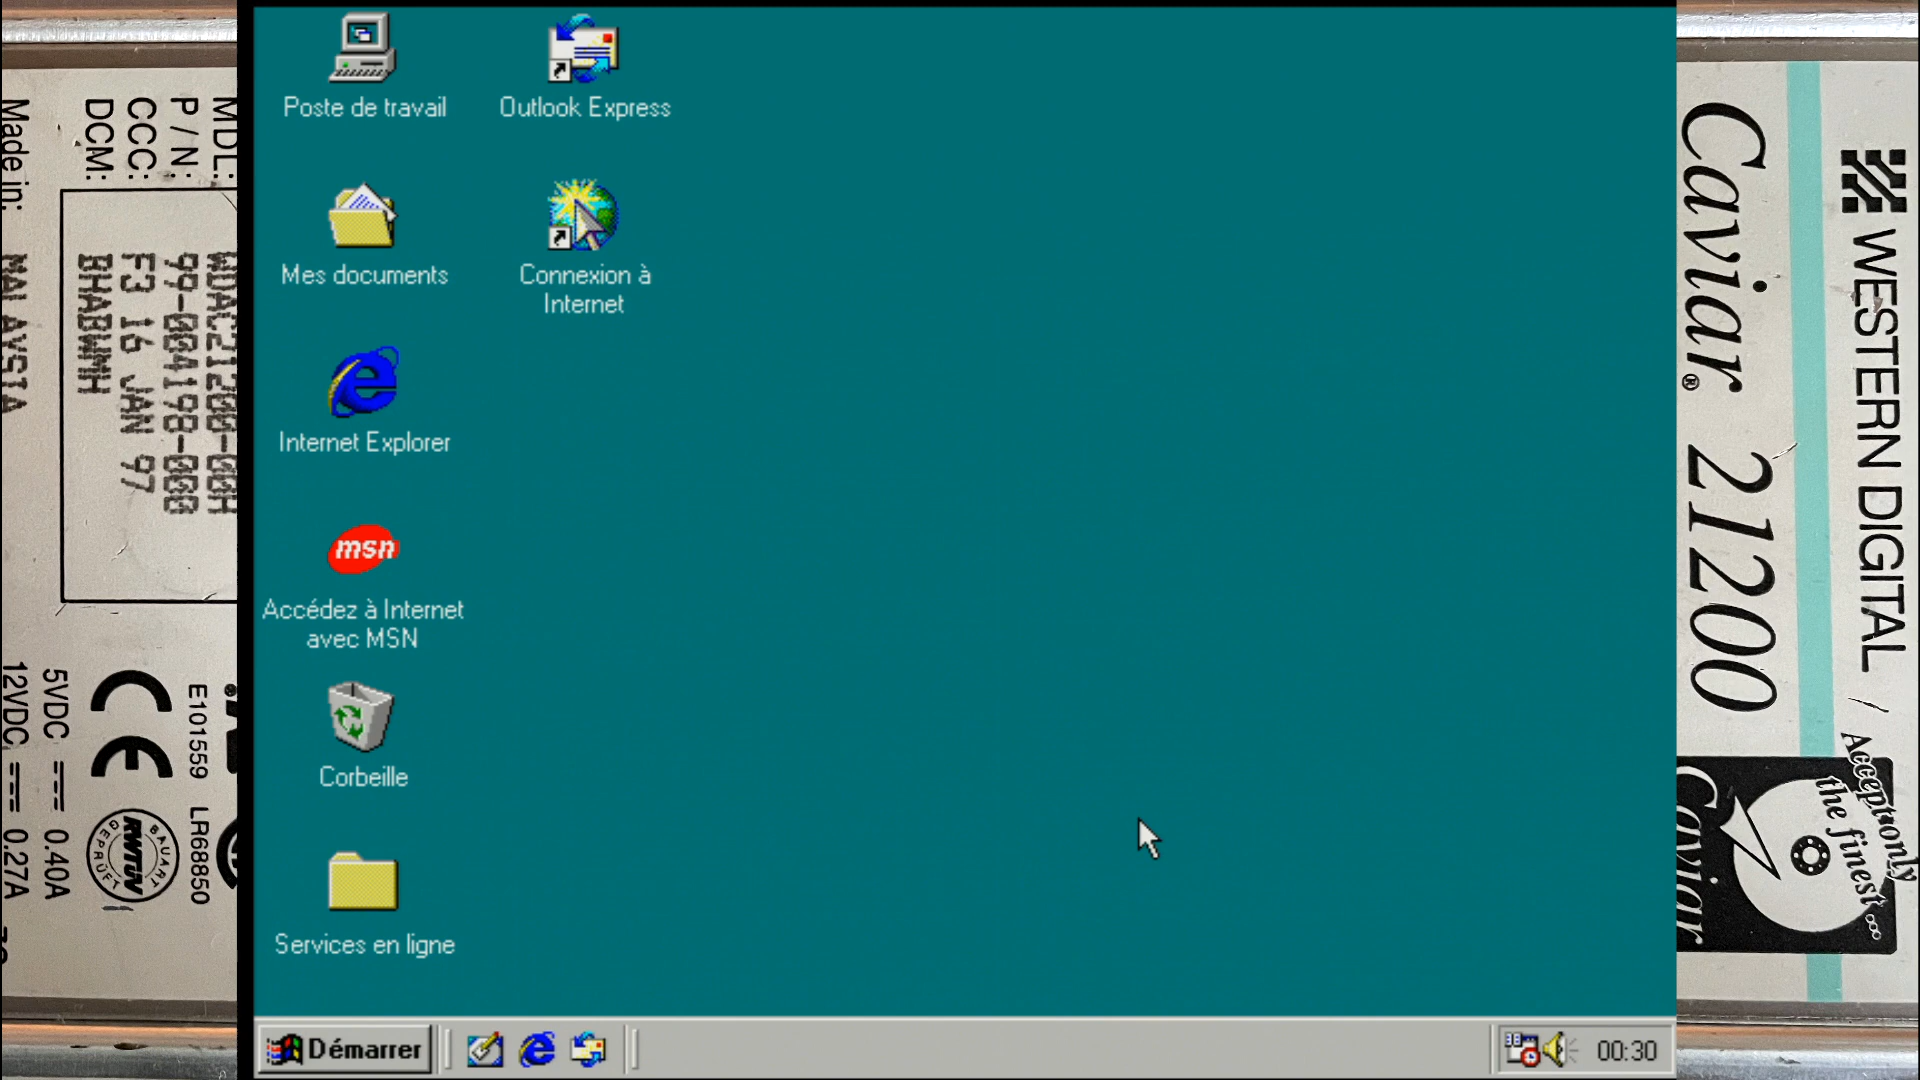 Poste de travail
Outlook Express
Mes documents
Connexion à
Internet
Internet Explorer
msn
Accédez à Internet
avec MSN
Corbeille
Services en ligne
Démarrer
00:30
MDL:
P/N:
CCC:
DCM:
Made in:
WDAC21200-00H
99-004198-000
F3 16 JAN 97
BHABWMH
MALAYSIA
5VDC 0.40A
12VDC 0.27A
CE
E101559
LR68850
BAUART
RWTÜV
GEPRÜFT
WESTERN DIGITAL
Caviar® 21200
Accept only
the finest...
Caviar